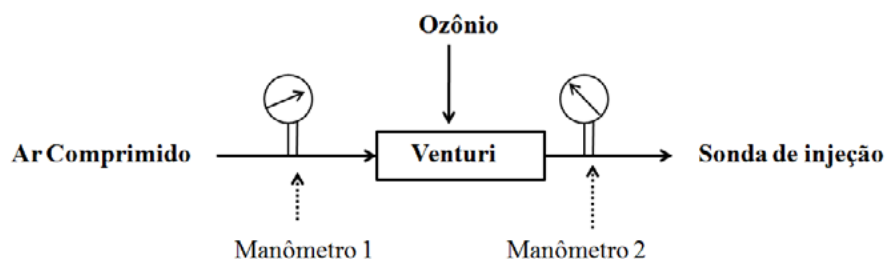 Ozônio
Ar Comprimido
Venturi
Sonda de injeção
Manômetro 1
Manômetro 2